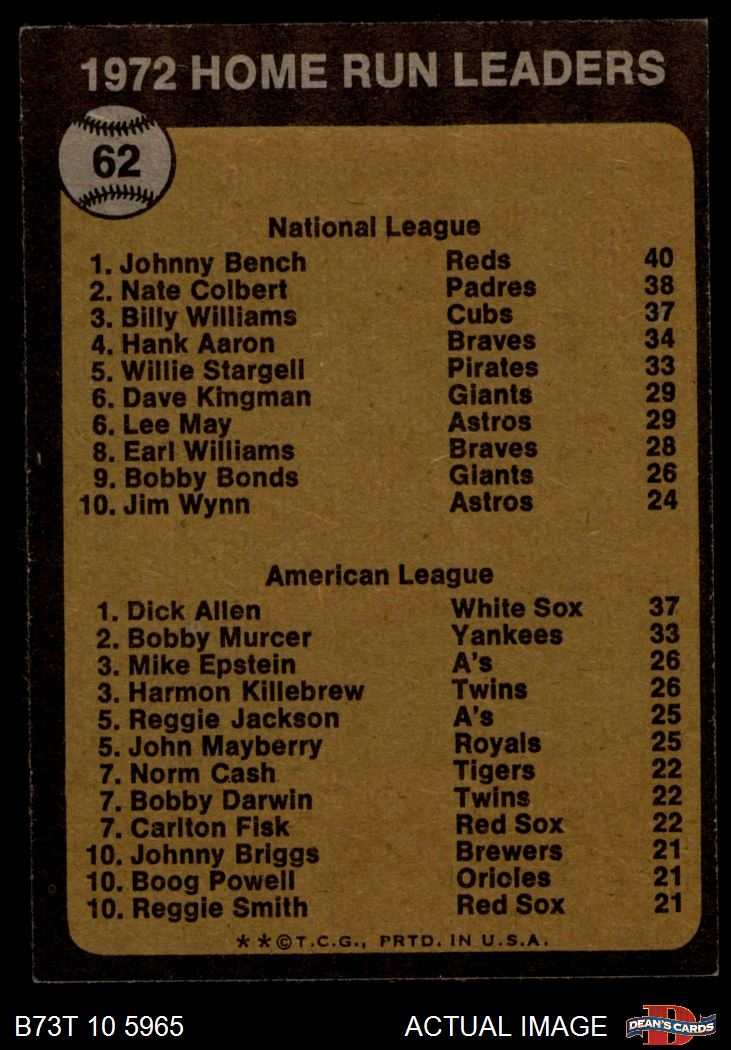 1972 HOME RUN LEADERS
62
National League
1. Johnny Bench Reds 40
2. Nate Colbert Padres 38
3. Billy Williams Cubs 37
4. Hank Aaron Braves 34
5. Willie Stargell Pirates 33
6. Dave Kingman Giants 29
6. Lee May Astros 29
8. Earl Williams Braves 28
9. Bobby Bonds Giants 26
10. Jim Wynn Astros 24
American League
1. Dick Allen White Sox 37
2. Bobby Murcer Yankees 33
3. Mike Epstein A's 26
3. Harmon Killebrew Twins 26
5. Reggie Jackson A's 25
5. John Mayberry Royals 25
7. Norm Cash Tigers 22
7. Bobby Darwin Twins 22
7. Carlton Fisk Red Sox 22
10. Johnny Briggs Brewers 21
10. Boog Powell Orioles 21
10. Reggie Smith Red Sox 21
**©T.C.G., PRTD. IN U.S.A.
B73T 10 5965 ACTUAL IMAGE D DEAN'S CARDS